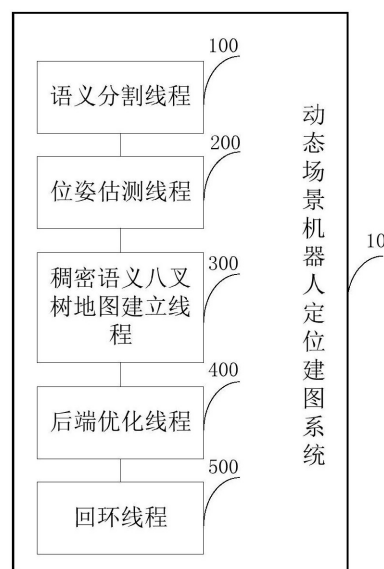 100
语义分割线程
200
位姿估测线程
300
稠密语义八叉
树地图建立线
程
400
后端优化线程
500
回环线程
动态场景机器人定位建图系统
10